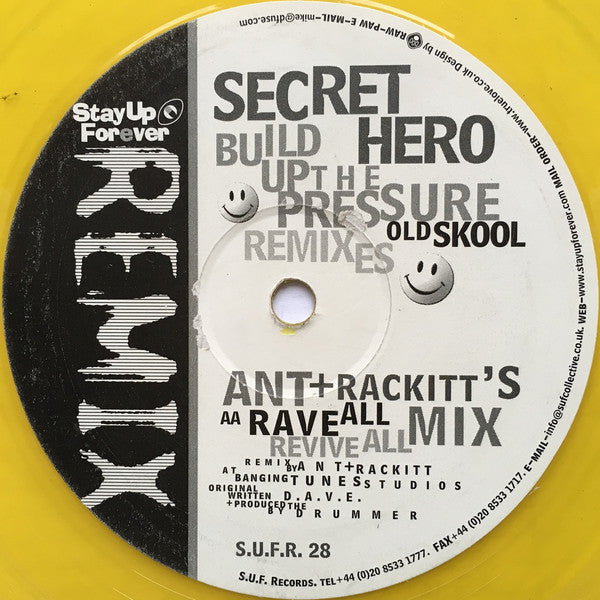 Stay Up
Forever
REMIX
SECRET
HERO
BUILD
UP THE
PRESSURE
OLD SKOOL
REMIXES
ANT+RACKITT'S
AA RAVE ALL MIX
REVIVE ALL
REMIX BY ANT+RACKITT
AT BANGING TUNES STUDIOS
ORIGINAL WRITTEN D.A.V.E.
+PRODUCED THE
BY DRUMMER
S.U.F.R. 28
S.U.F. RECORDS. TEL+44 (0)20 8533 1777. FAX+44 (0)20 8533 1717. E-MAIL-info@sufcollective.co.uk. WEB-www.stayupforever.com MAIL ORDER-www.truelove.co.uk Design by RAW-PAW E-MAIL-mike@dfuse.com